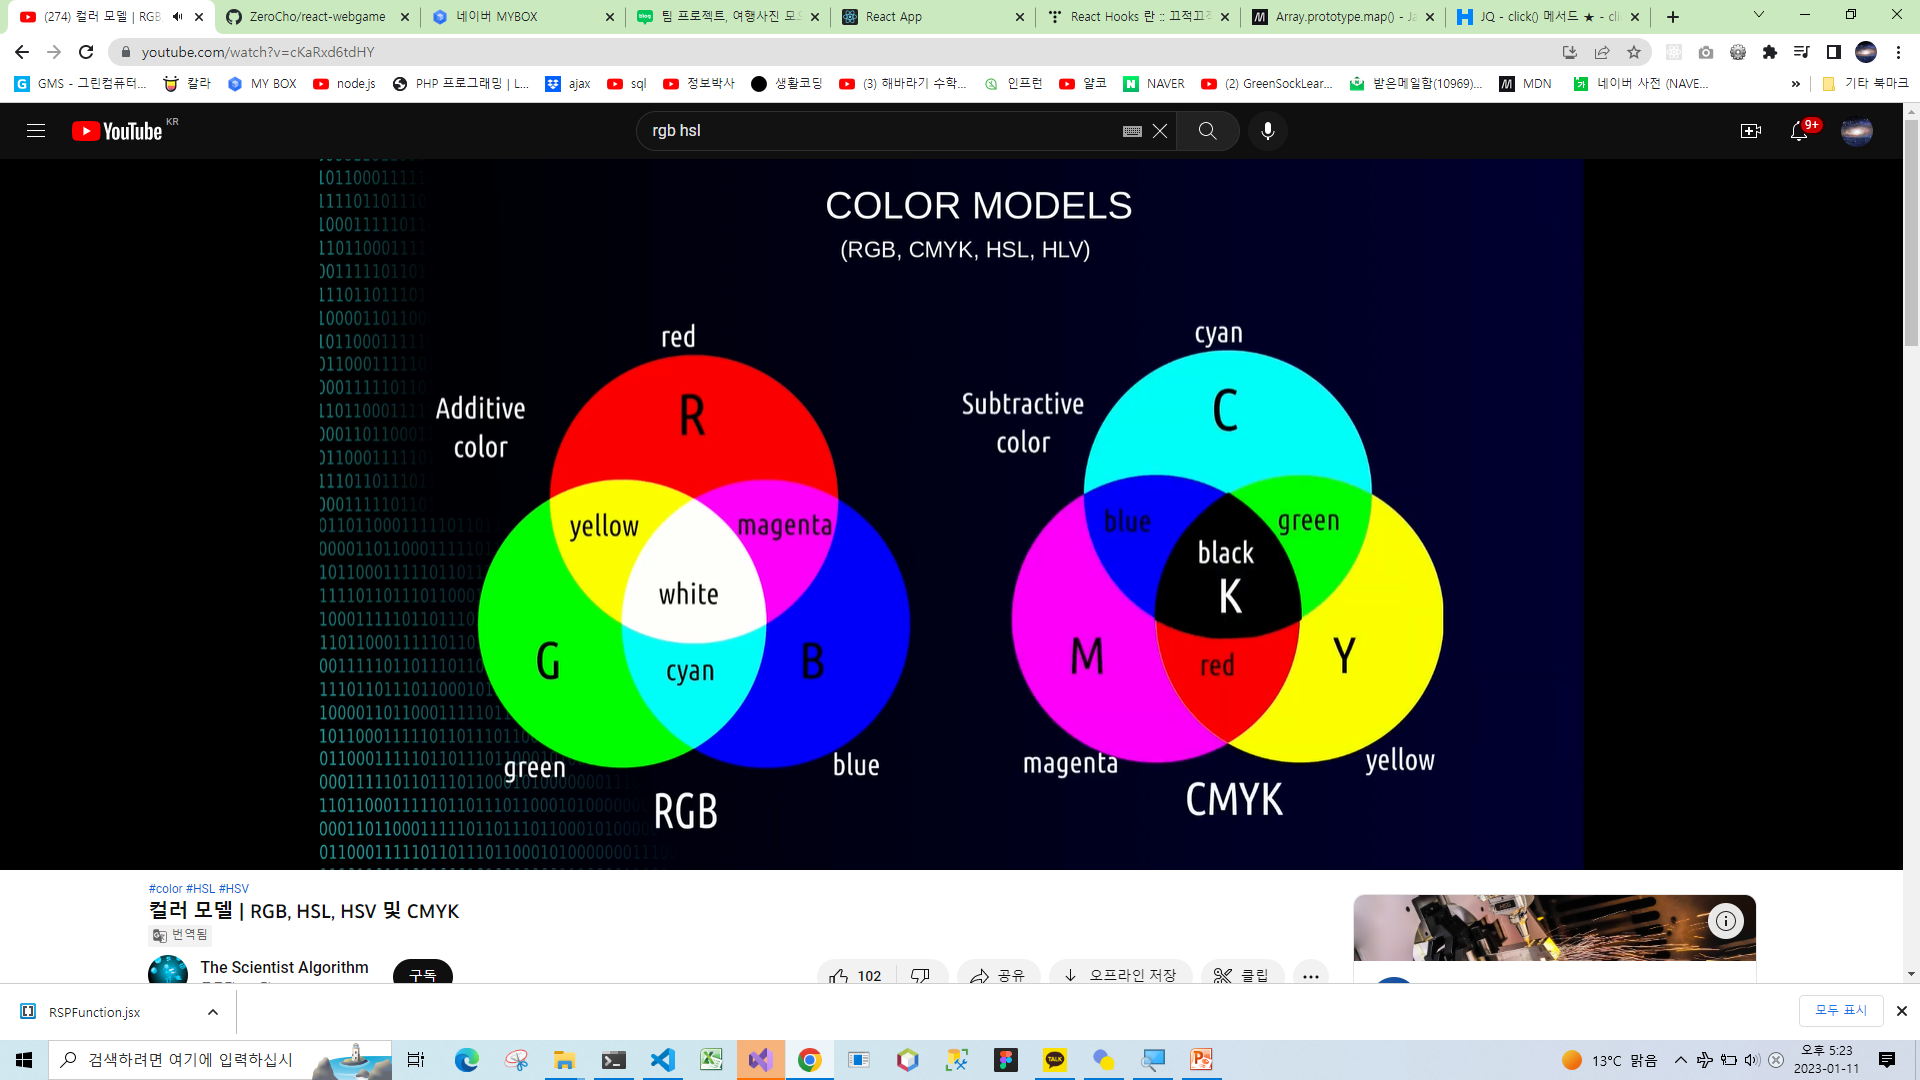 (274) 컬러 모델 | RGB,
ZeroCho/react-webgame
네이버 MYBOX
팀 프로젝트, 여행사진 모
React App
React Hooks 란 :: 끄적끄적
Array.prototype.map() - Ja
JQ - click() 메서드 ★ - cli
youtube.com/watch?v=cKaRxd6tdHY
GMS - 그린컴퓨터...
칼라
MY BOX
node.js
PHP 프로그래밍 | L...
ajax
sql
정보박사
생활코딩
(3) 해바라기 수학...
인프런
얄코
NAVER
(2) GreenSockLear...
받은메일함(10969)...
MDN
네이버 사전 (NAVE...
»
기타 북마크
YouTube KR
rgb hsl
9+
COLOR MODELS
(RGB, CMYK, HSL, HLV)
red
cyan
Additive
color
Subtractive
color
R
C
yellow
magenta
blue
green
white
black
K
G
cyan
B
M
red
Y
green
blue
magenta
yellow
RGB
CMYK
#color #HSL #HSV
컬러 모델 | RGB, HSL, HSV 및 CMYK
번역됨
The Scientist Algorithm
구독
102
공유
오프라인 저장
클립
RSPFunction.jsx
모두 표시
검색하려면 여기에 입력하십시
TALK
13°C 맑음
오후 5:23
2023-01-11